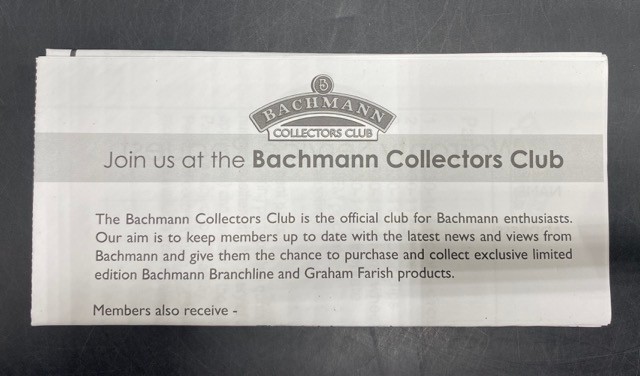 B
BACHMANN
COLLECTORS CLUB
Join us at the Bachmann Collectors Club
The Bachmann Collectors Club is the official club for Bachmann enthusiasts.
Our aim is to keep members up to date with the latest news and views from
Bachmann and give them the chance to purchase and collect exclusive limited
edition Bachmann Branchline and Graham Farish products.
Members also receive -